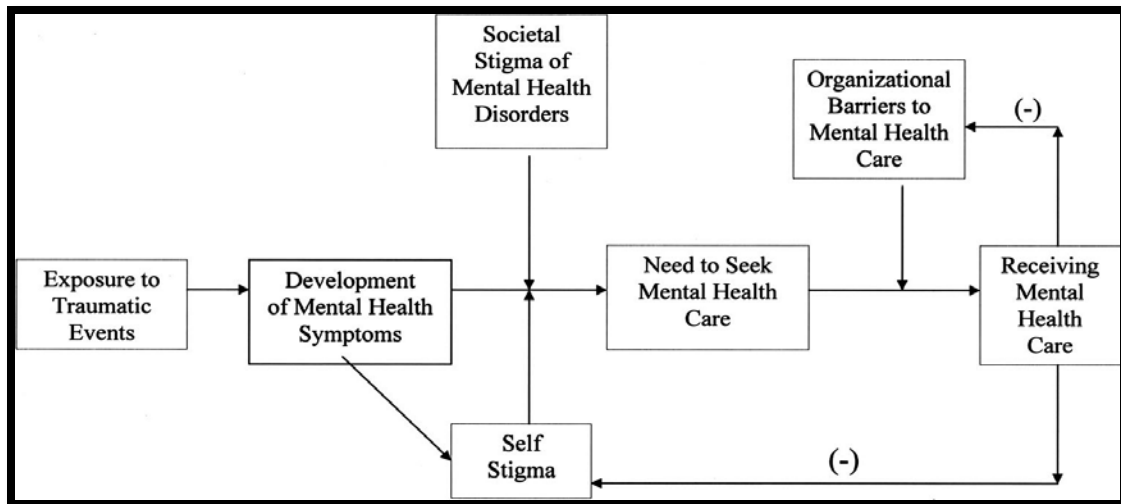 Societal
Stigma of
Mental Health
Disorders
Organizational
Barriers to
Mental Health
Care
(-)
Exposure to
Traumatic
Events
Development
of Mental Health
Symptoms
Need to Seek
Mental Health
Care
Receiving
Mental
Health
Care
Self
Stigma
(-)